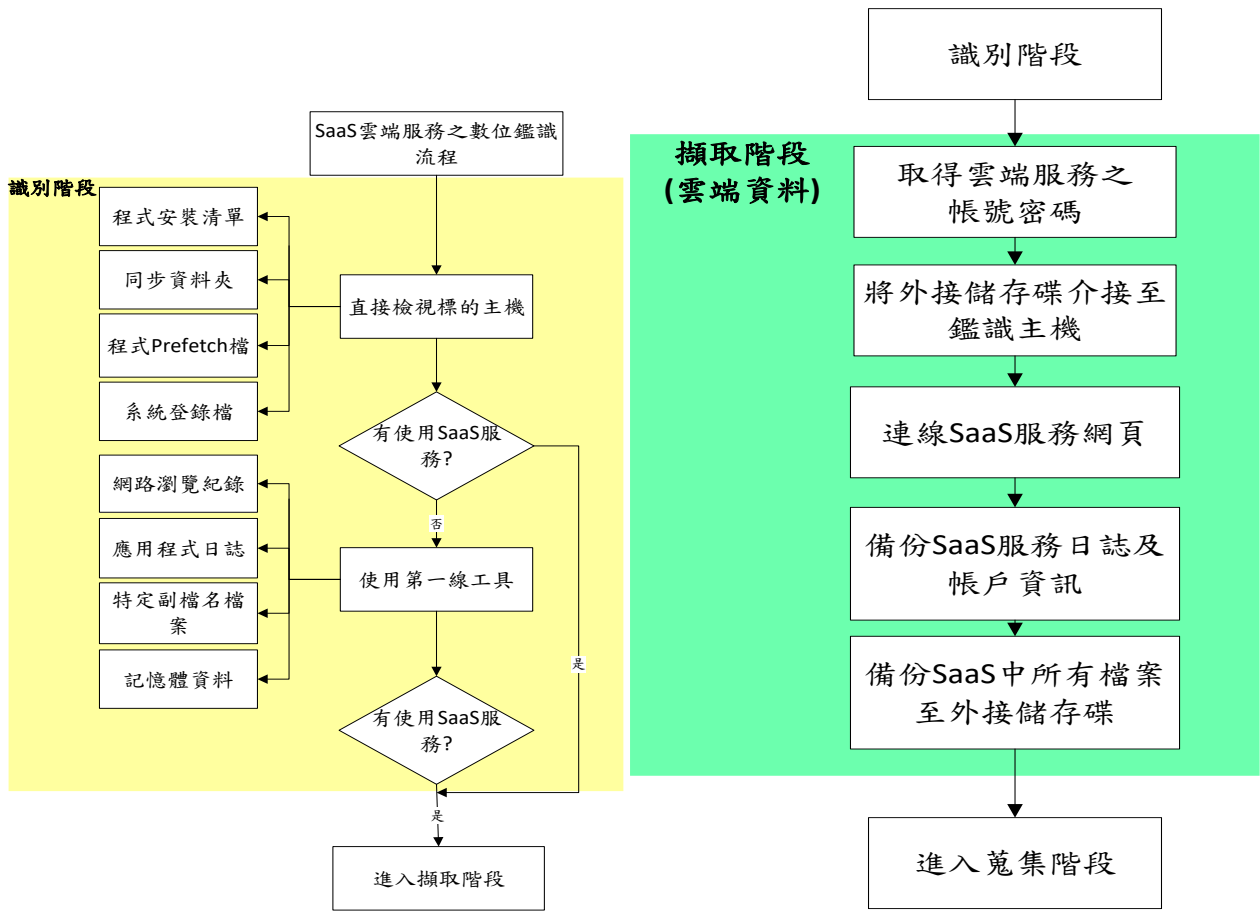 SaaS雲端服務之數位鑑識
流程
識別階段
程式安裝清單
同步資料夾
程式Prefetch檔
系統登錄檔
直接檢視標的主機
有使用SaaS服
務?
否
網路瀏覽紀錄
應用程式日誌
特定副檔名檔
案
記憶體資料
使用第一線工具
是
有使用SaaS服
務?
是
進入擷取階段
識別階段
擷取階段
(雲端資料)
取得雲端服務之
帳號密碼
將外接儲存碟介接至
鑑識主機
連線SaaS服務網頁
備份SaaS服務日誌及
帳戶資訊
備份SaaS中所有檔案
至外接儲存碟
進入蒐集階段